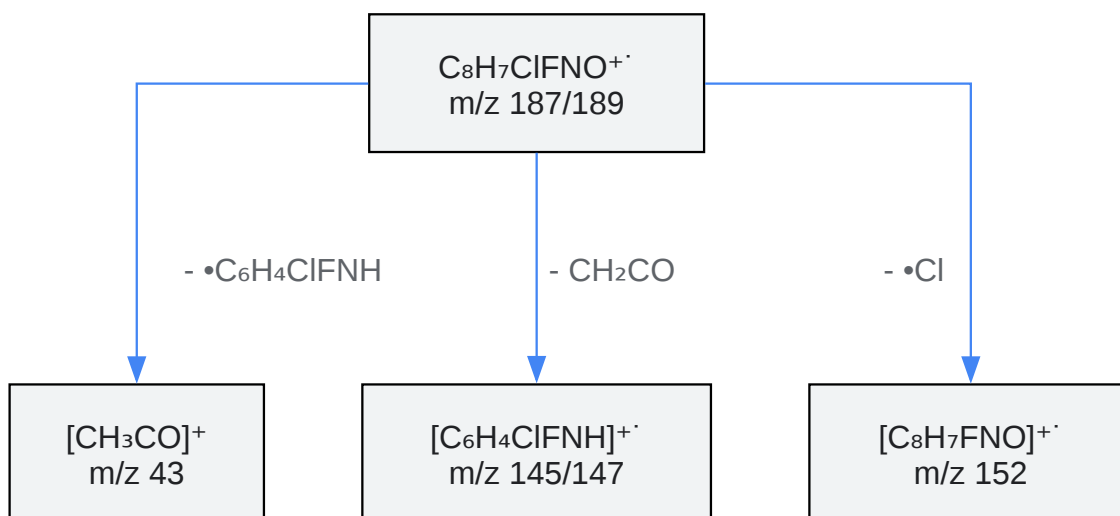 C₈H₇ClFNO⁺˙
m/z 187/189
- •C₆H₄ClFNH
- CH₂CO
- •Cl
[CH₃CO]⁺
m/z 43
[C₆H₄ClFNH]⁺˙
m/z 145/147
[C₈H₇FNO]⁺˙
m/z 152